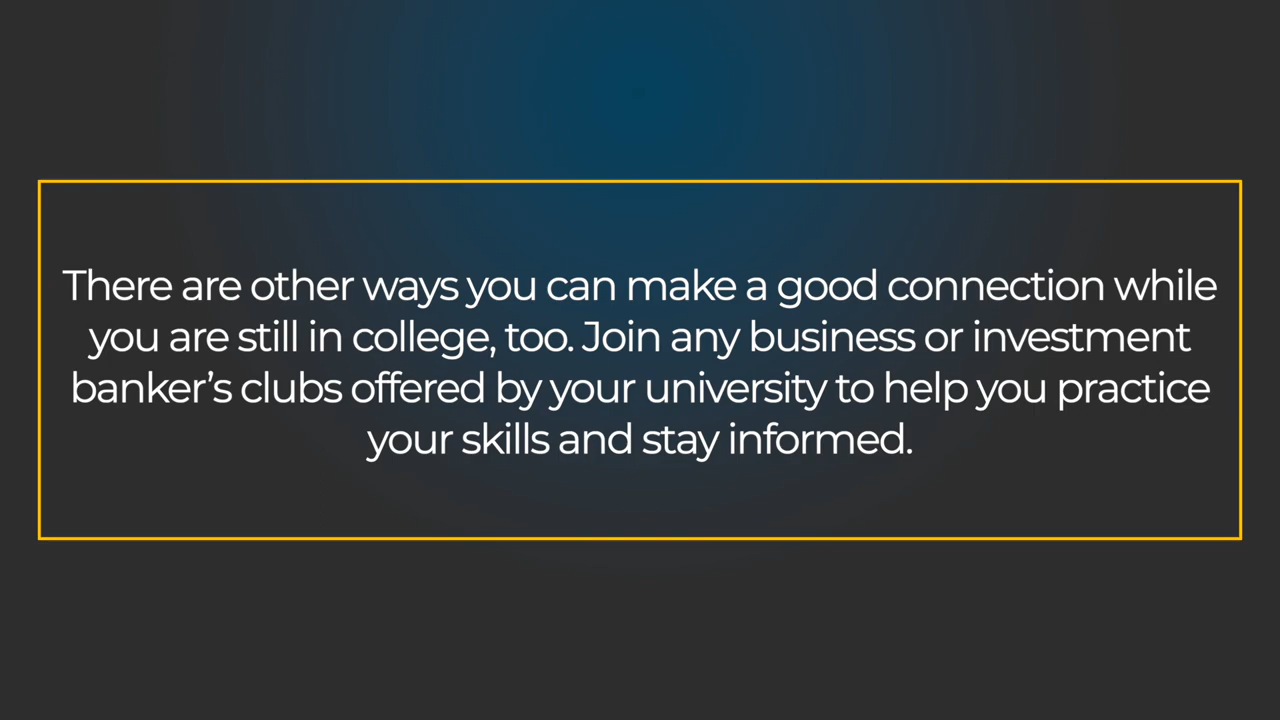 There are other ways you can make a good connection while
you are still in college, too. Join any business or investment
banker’s clubs offered by your university to help you practice
your skills and stay informed.